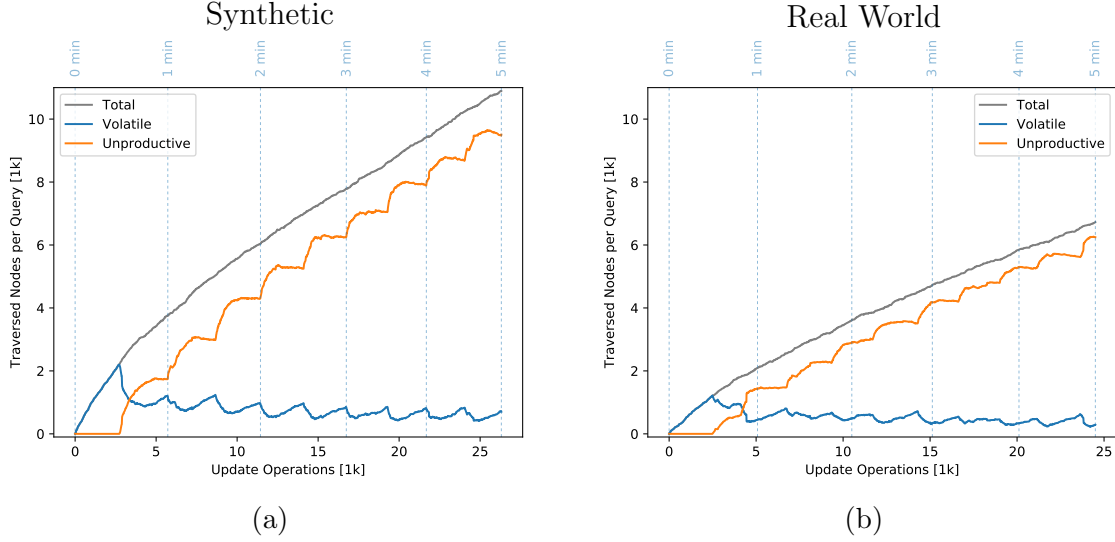 Synthetic
0 min 1 min 2 min 3 min 4 min 5 min
Total
Volatile
Unproductive
Traversed Nodes per Query [1k]
10
8
6
4
2
0
0 5 10 15 20 25
Update Operations [1k]
(a)
Real World
0 min 1 min 2 min 3 min 4 min 5 min
Total
Volatile
Unproductive
Traversed Nodes per Query [1k]
10
8
6
4
2
0
0 5 10 15 20 25
Update Operations [1k]
(b)